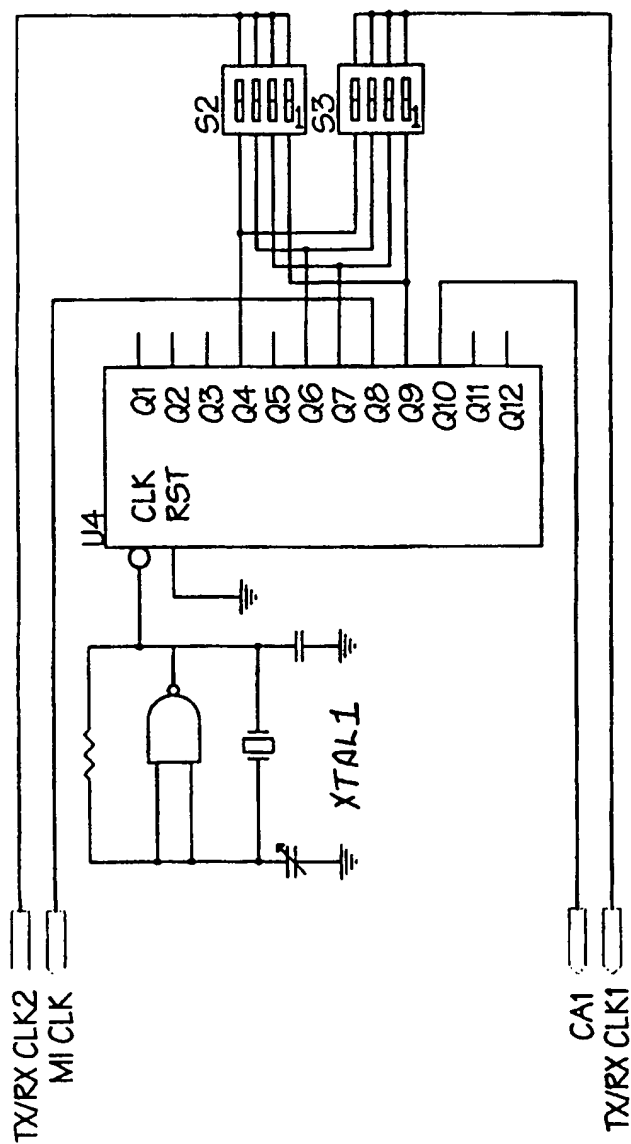 TX/RX CLK2
MI CLK
XTAL1
U4
CLK
RST
Q1
Q2
Q3
Q4
Q5
Q6
Q7
Q8
Q9
Q10
Q11
Q12
S2
1
S3
1
CA1
TX/RX CLK1